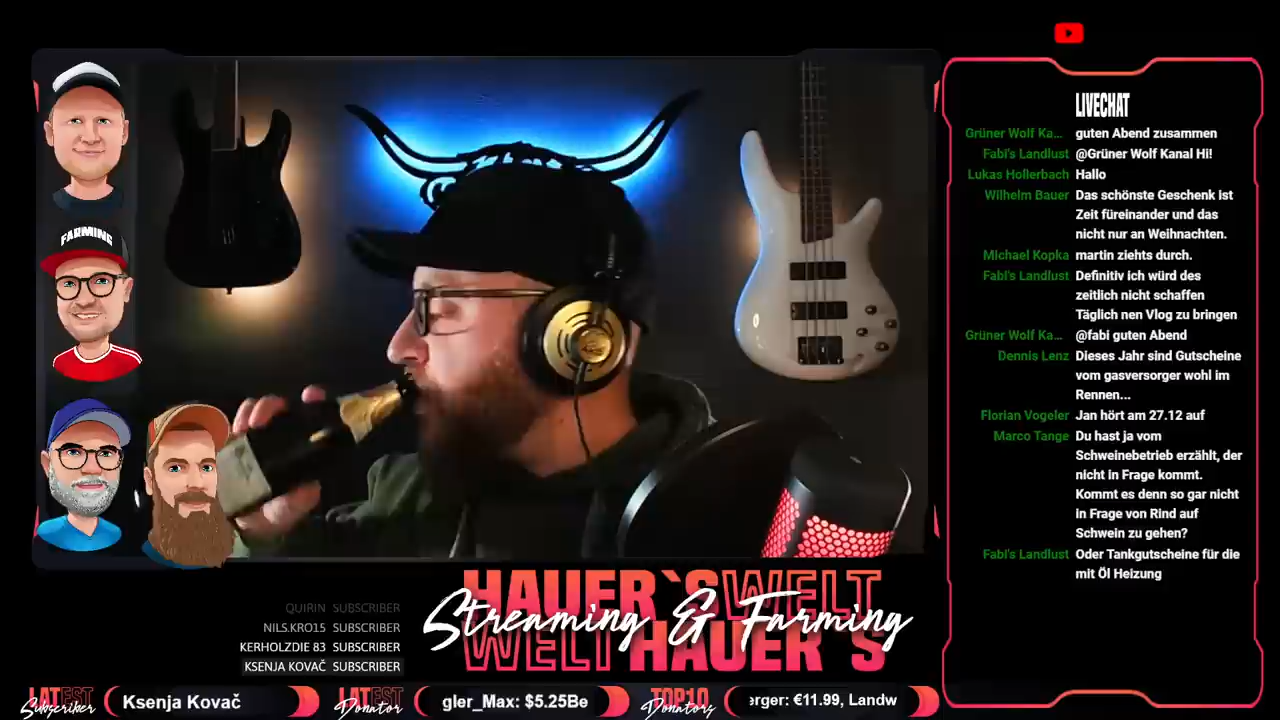 LIVECHAT
Grüner Wolf Ka... guten Abend zusammen
Fabi's Landlust @Grüner Wolf Kanal Hi!
Lukas Hollerbach Hallo
Wilhelm Bauer Das schönste Geschenk ist
Zeit füreinander und das
nicht nur an Weihnachten.
Michael Kopka martin ziehts durch.
Fabi's Landlust Definitiv ich würd des
zeitlich nicht schaffen
Täglich nen Vlog zu bringen
Grüner Wolf Ka... @fabi guten Abend
Dennis Lenz Dieses Jahr sind Gutscheine
vom gasversorger wohl im
Rennen...
Florian Vogeler Jan hört am 27.12 auf
Marco Tange Du hast ja vom
Schweinebetrieb erzählt, der
nicht in Frage kommt.
Kommt es denn so gar nicht
in Frage von Rind auf
Schwein zu gehen?
Fabi's Landlust Oder Tankgutscheine für die
mit Öl Heizung
FARMING
QUIRIN SUBSCRIBER
NILS.KRO15 SUBSCRIBER
KERHOLZDIE 83 SUBSCRIBER
KSENJA KOVAČ SUBSCRIBER
HAUER`S WELT
Streaming & Farming
WELT HAUER`S
LATEST
Subscriber
Ksenja Kovač
LATEST
Donator
gler_Max: $5.25Be
TOP10
Donators
erger: €11.99, Landw